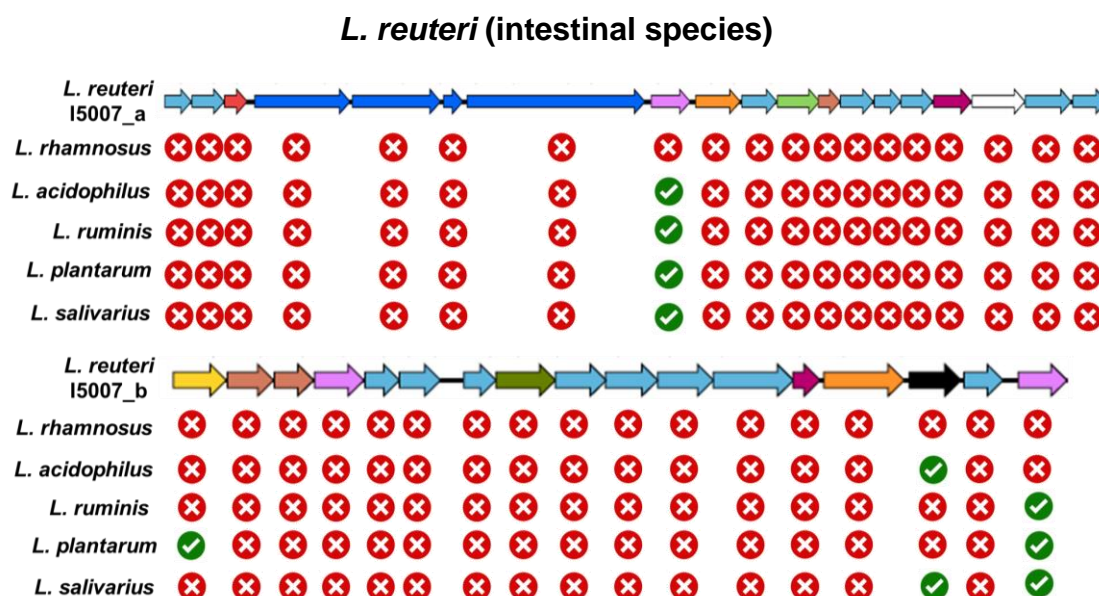 L. reuteri (intestinal species)
L. reuteri
I5007_a
L. rhamnosus
L. acidophilus
L. ruminis
L. plantarum
L. salivarius
L. reuteri
I5007_b
L. rhamnosus
L. acidophilus
L. ruminis
L. plantarum
L. salivarius